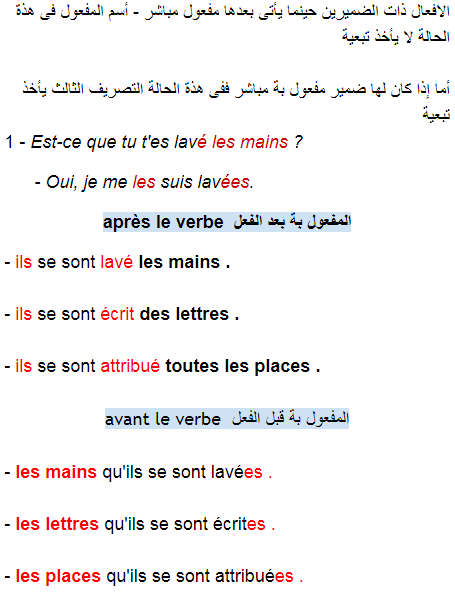 الافعال ذات الضميرين حينما يأتى بعدها مفعول مباشر - أسم المفعول فى هذة
الحالة لا يأخذ تبعية
أما إذا كان لها ضمير مفعول بة مباشر ففى هذة الحالة التصريف الثالث يأخذ
تبعية
1 - Est-ce que tu t'es lavé les mains ?
- Oui, je me les suis lavées.
après le verbe المفعول بة بعد الفعل
- ils se sont lavé les mains .
- ils se sont écrit des lettres .
- ils se sont attribué toutes les places .
avant le verbe المفعول بة قبل الفعل
- les mains qu'ils se sont lavées .
- les lettres qu'ils se sont écrites .
- les places qu'ils se sont attribuées .